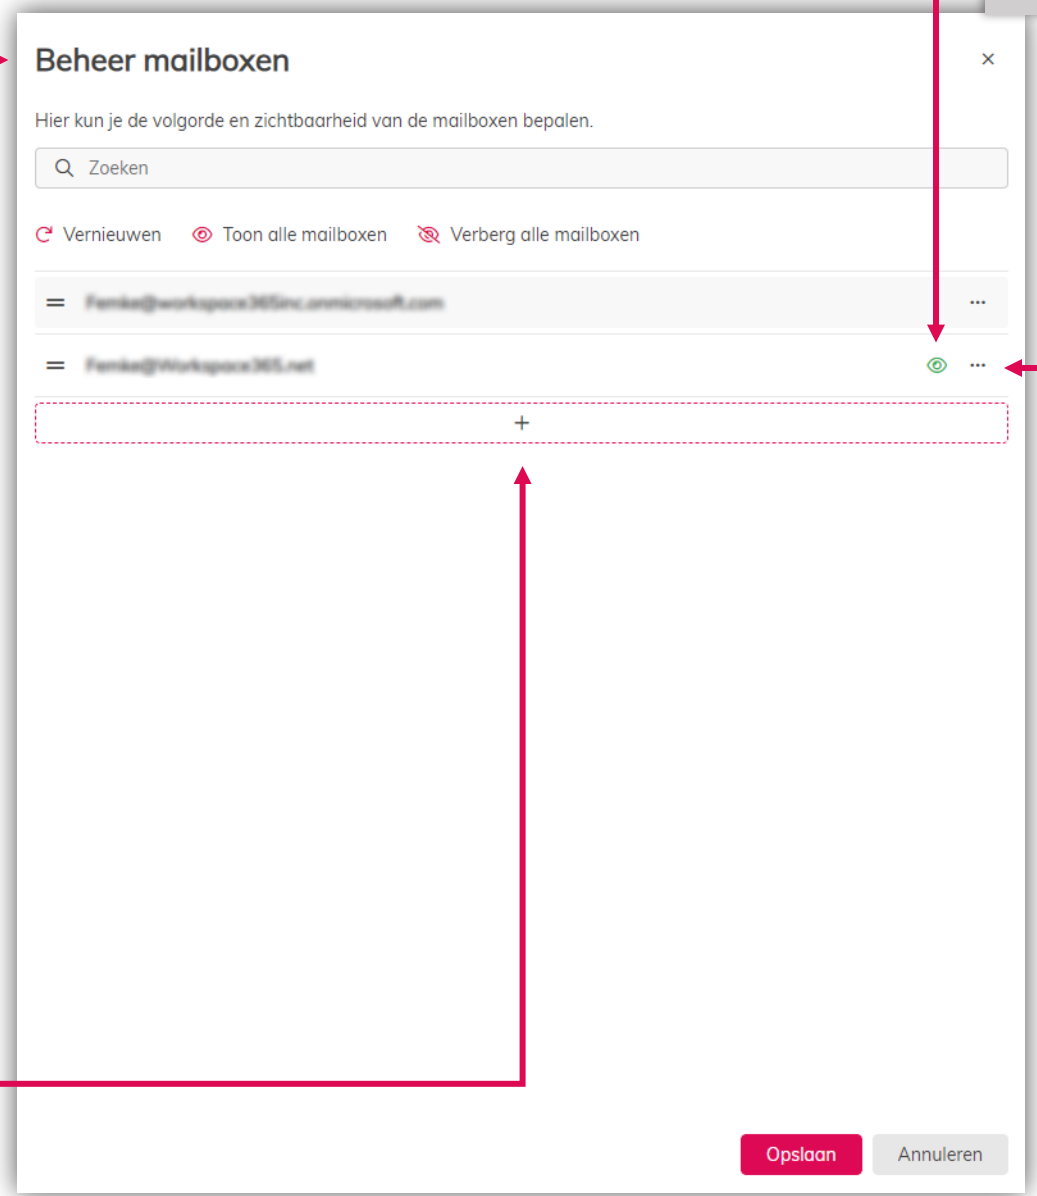 Beheer mailboxen
Hier kun je de volgorde en zichtbaarheid van de mailboxen bepalen.
Zoeken
Vernieuwen Toon alle mailboxen Verberg alle mailboxen
Opslaan Annuleren